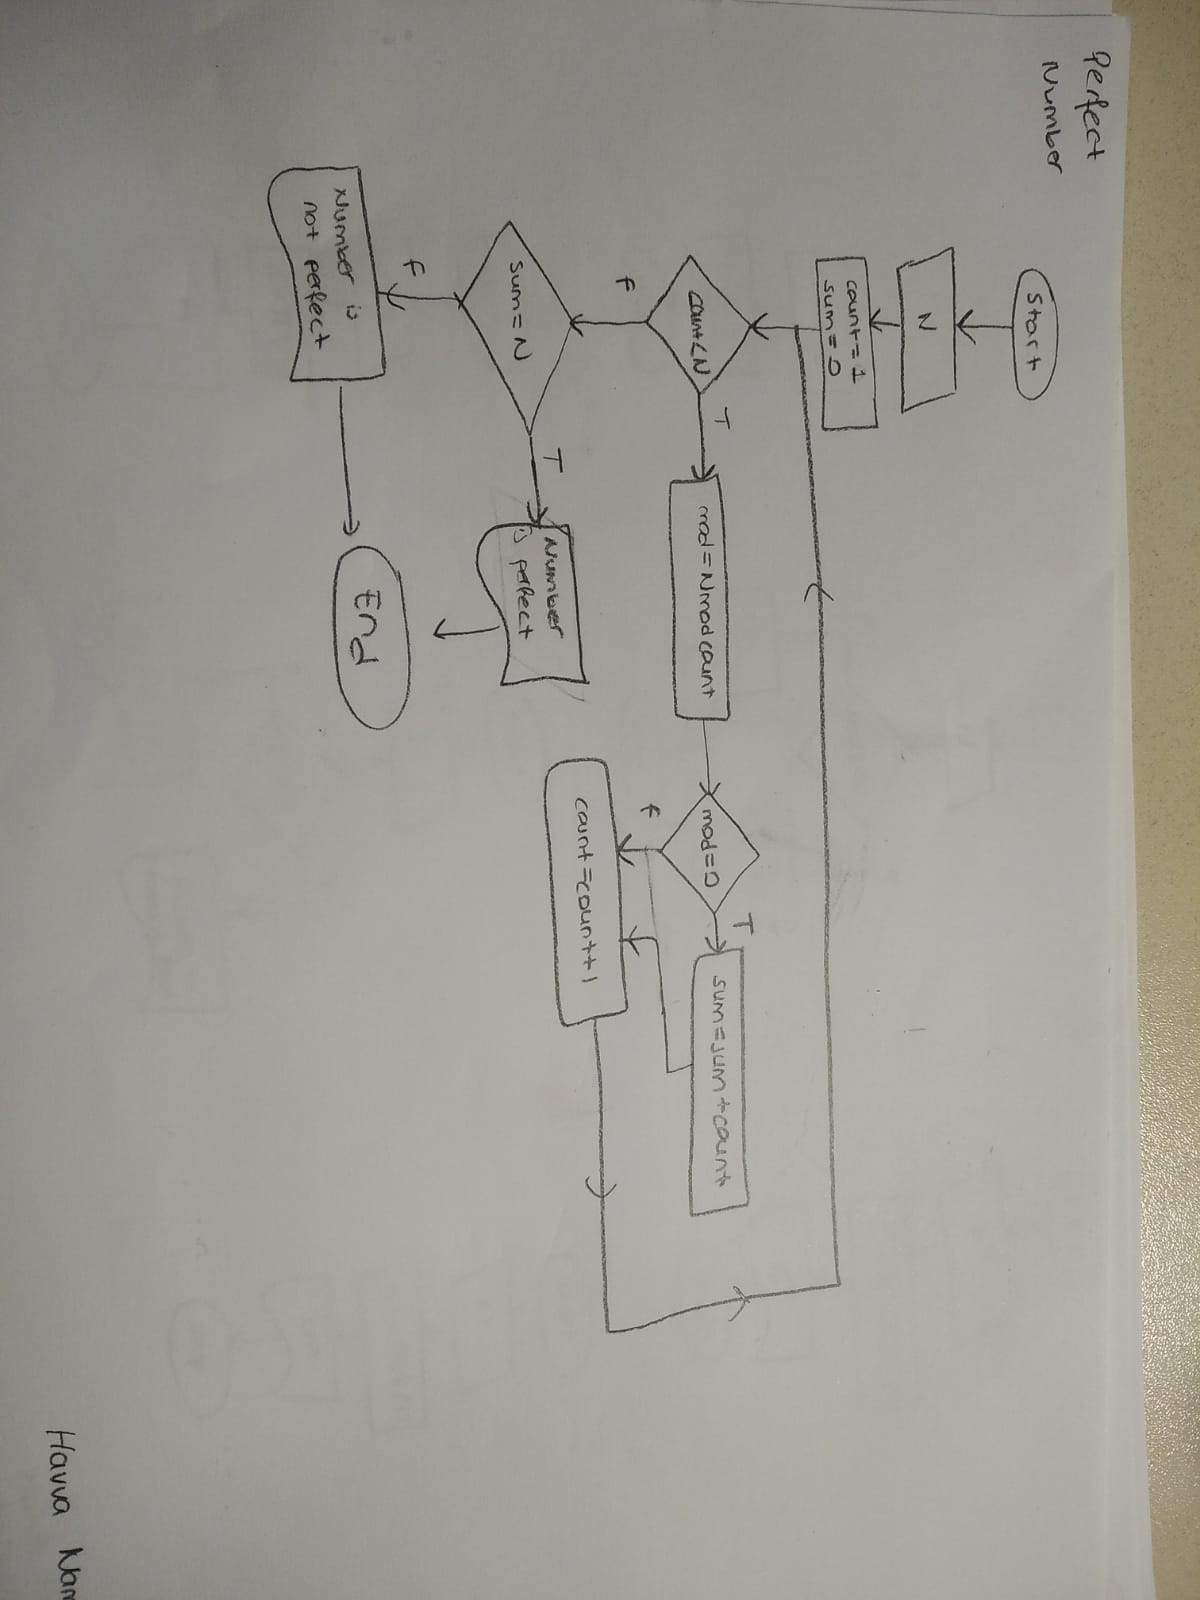 Perfect
Number
Start
N
count = 1
sum = 0
count < N
T
mod = N mod count
mod = 0
T
sum = sum + count
F
count = count + 1
F
sum = N
T
Number
is perfect
F
Number is
not perfect
End
Havva Nam